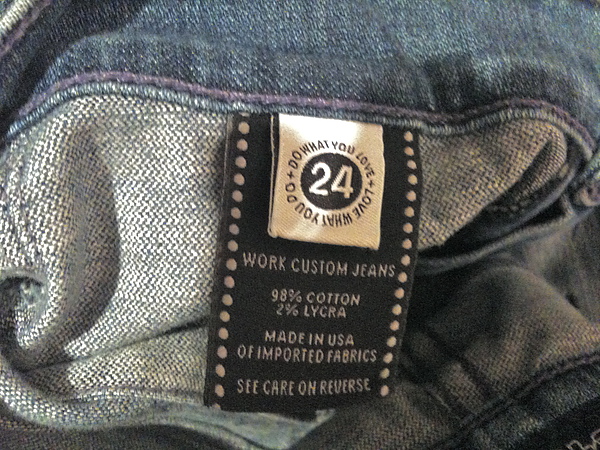 DO WHAT YOU LOVE + LOVE WHAT YOU DO +
24
WORK CUSTOM JEANS
98% COTTON
2% LYCRA
MADE IN USA
OF IMPORTED FABRICS
SEE CARE ON REVERSE